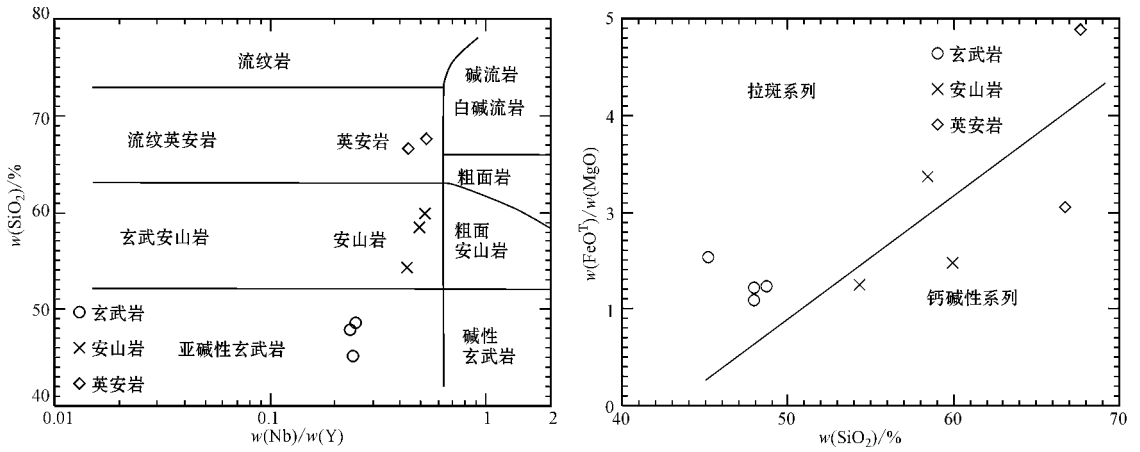 80
70
60
50
40
w(SiO₂)/%
流纹岩
碱流岩
白碱流岩
流纹英安岩
英安岩
粗面岩
玄武安山岩
安山岩
粗面
安山岩
玄武岩
安山岩
英安岩
亚碱性玄武岩
碱性
玄武岩
0.01
0.1
1
2
w(Nb)/w(Y)
5
4
3
2
1
0
w(FeOᵀ)/w(MgO)
玄武岩
安山岩
英安岩
拉斑系列
钙碱性系列
40
50
60
70
w(SiO₂)/%